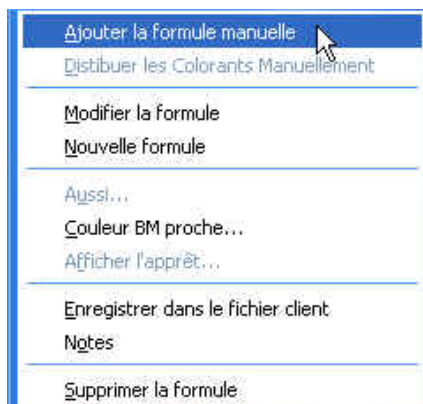 Ajouter la formule manuelle
Distibuer les Colorants Manuellement
Modifier la formule
Nouvelle formule
Aussi...
Couleur BM proche...
Afficher l'apprêt...
Enregistrer dans le fichier client
Notes
Supprimer la formule